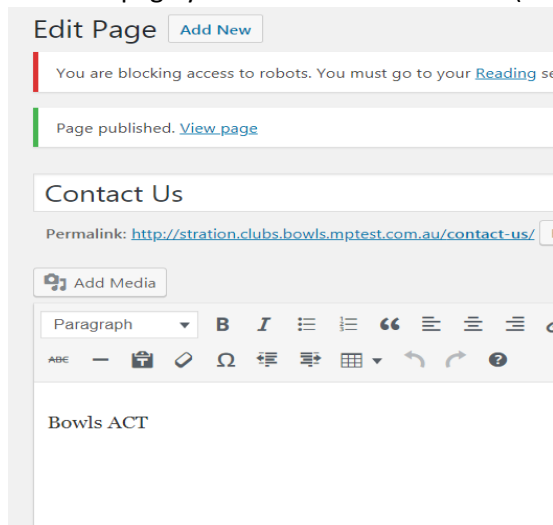 Edit Page Add New
You are blocking access to robots. You must go to your Reading
Page published. View page
Contact Us
Permalink: http://stration.clubs.bowls.mptest.com.au/contact-us/
Add Media
Paragraph B I
ABC
Bowls ACT